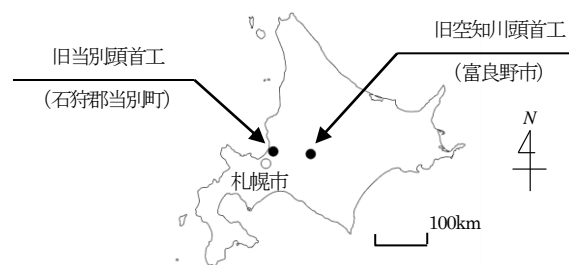 旧当別頭首工
(石狩郡当別町)
旧空知川頭首工
(富良野市)
札幌市
N
100km